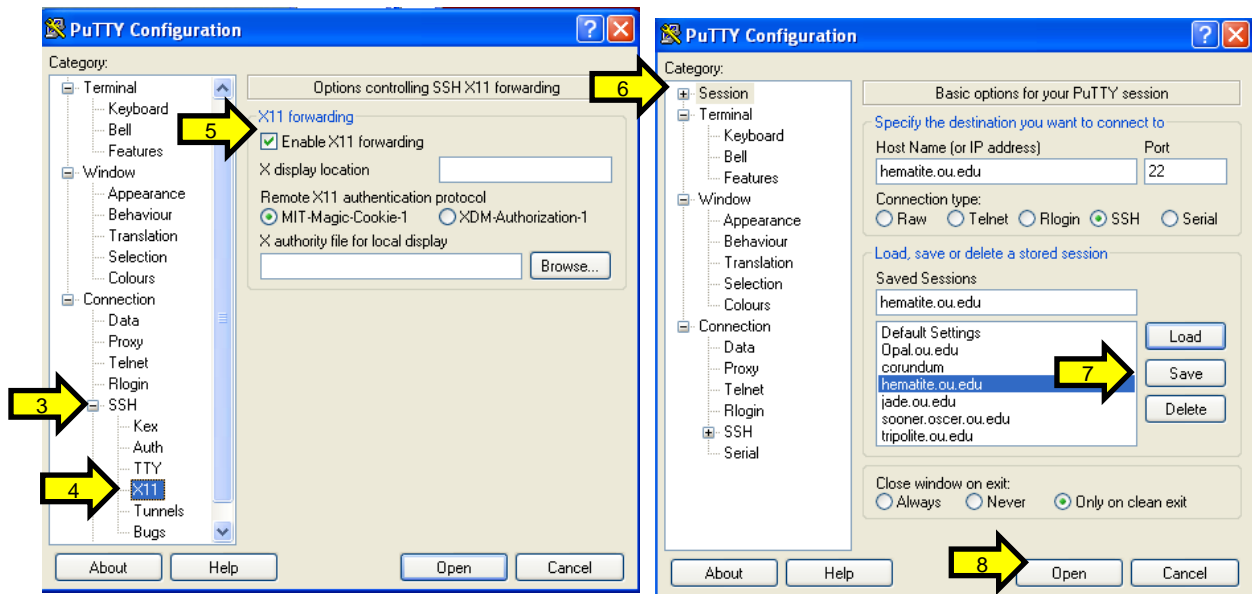 PuTTY Configuration
Category:
Terminal
Keyboard
Bell
Features
Window
Appearance
Behaviour
Translation
Selection
Colours
Connection
Data
Proxy
Telnet
Rlogin
3
SSH
Kex
Auth
TTY
4
X11
Tunnels
Bugs
Options controlling SSH X11 forwarding
5
X11 forwarding
Enable X11 forwarding
X display location
Remote X11 authentication protocol
MIT-Magic-Cookie-1 XDM-Authorization-1
X authority file for local display
Browse...
About Help Open Cancel
PuTTY Configuration
Category:
6
Session
Terminal
Keyboard
Bell
Features
Window
Appearance
Behaviour
Translation
Selection
Colours
Connection
Data
Proxy
Telnet
Rlogin
SSH
Serial
Basic options for your PuTTY session
Specify the destination you want to connect to
Host Name (or IP address) Port
hematite.ou.edu 22
Connection type:
Raw Telnet Rlogin SSH Serial
Load, save or delete a stored session
Saved Sessions
hematite.ou.edu
Default Settings
Opal.ou.edu
corundum
hematite.ou.edu
jade.ou.edu
sooner.oscer.ou.edu
tripolite.ou.edu
Load
7
Save
Delete
Close window on exit:
Always Never Only on clean exit
8
About Help Open Cancel